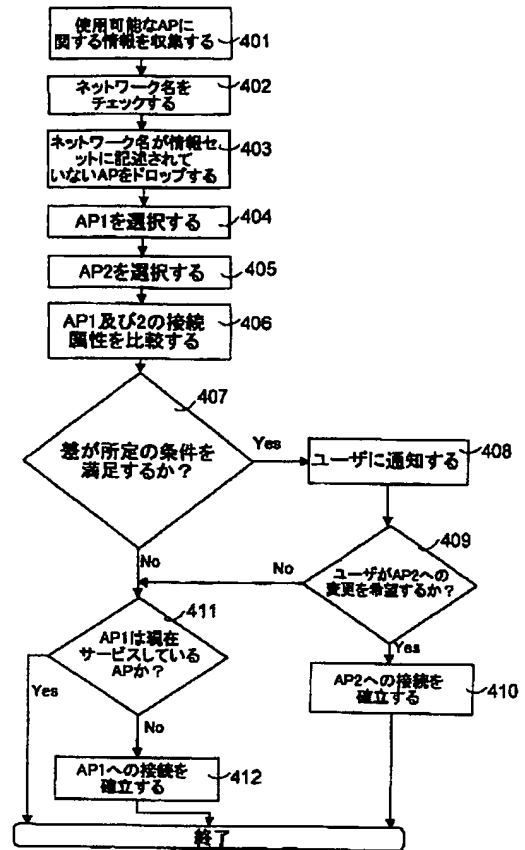 使用可能なAPに
関する情報を収集する
401
ネットワーク名を
チェックする
402
ネットワーク名が情報セ
ットに記述されて
いないAPをドロップする
403
AP1を選択する
404
AP2を選択する
405
AP1及び2の接続
属性を比較する
406
407
差が所定の条件を
満足するか?
Yes
ユーザに通知する
408
No
409
ユーザがAP2への
変更を希望するか?
No
Yes
411
AP1は現在
サービスしている
APか?
Yes
No
AP2への接続を
確立する
410
AP1への接続を
確立する
412
終了